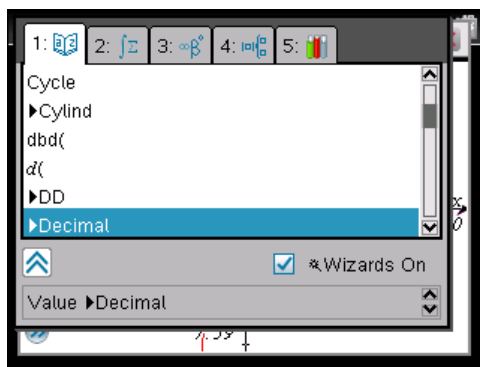 1: 2: ∫Σ 3: ∞β° 4: 5:
Cycle
▶Cylind
dbd(
d(
▶DD
▶Decimal
Wizards On
Value ▶Decimal